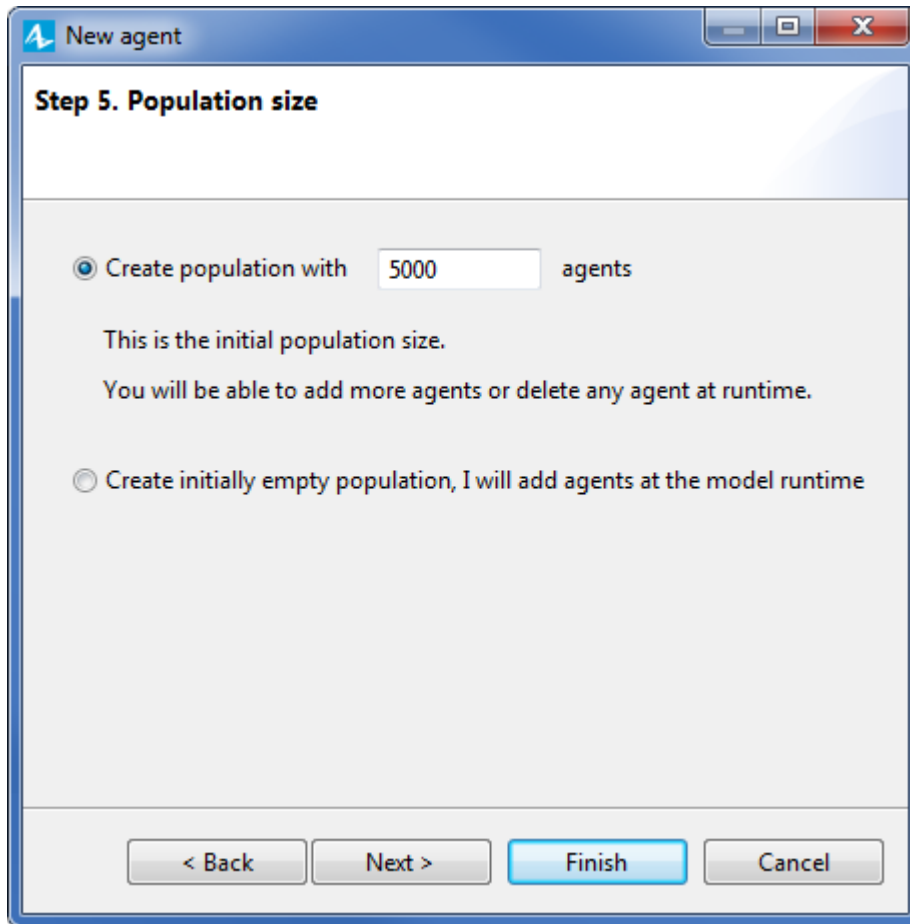 New agent
Step 5. Population size
Create population with 5000 agents
This is the initial population size.
You will be able to add more agents or delete any agent at runtime.
Create initially empty population, I will add agents at the model runtime
< Back Next > Finish Cancel